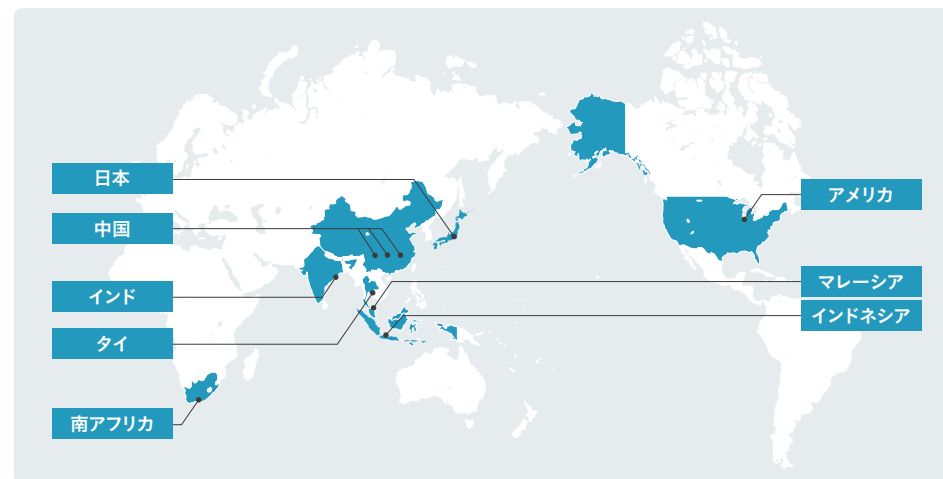 日本
中国
インド
タイ
南アフリカ
アメリカ
マレーシア
インドネシア